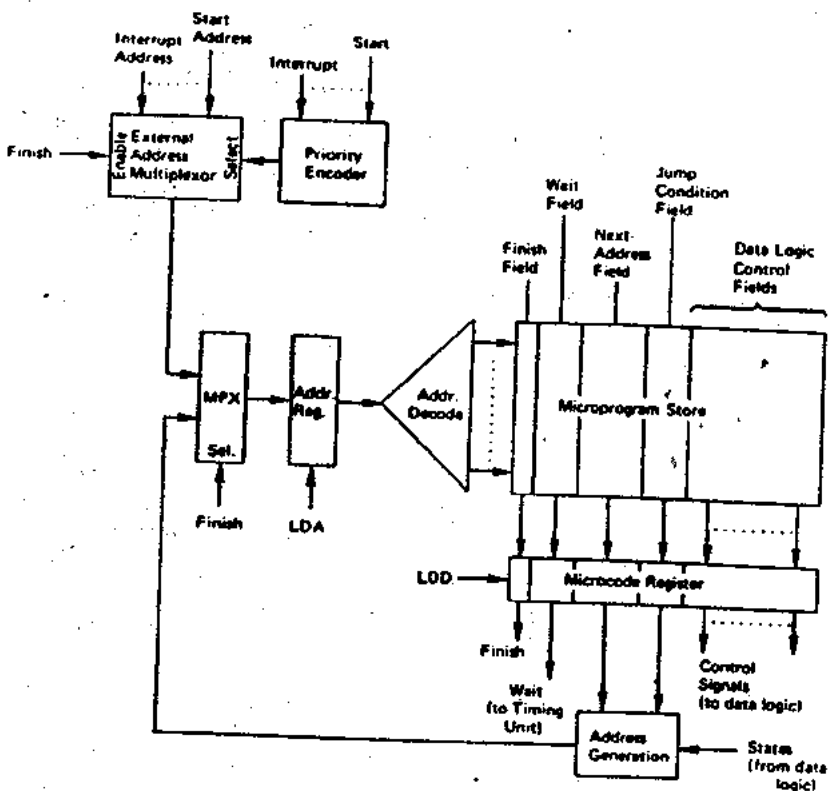 Interrupt
Address
Start
Address
Interrupt
Start
Finish
Enable
External
Address
Multiplexor
Select
Priority
Encoder
Finish
Field
Wait
Field
Next-
Address
Field
Jump
Condition
Field
Data Logic
Control
Fields
MPX
Sel.
Addr.
Reg.
Addr.
Decode
Microprogram Store
Finish
LDA
LDD
Microcode Register
Finish
Wait
(to Timing
Unit)
Control
Signals
(to data logic)
Address
Generation
States
(from data
logic)